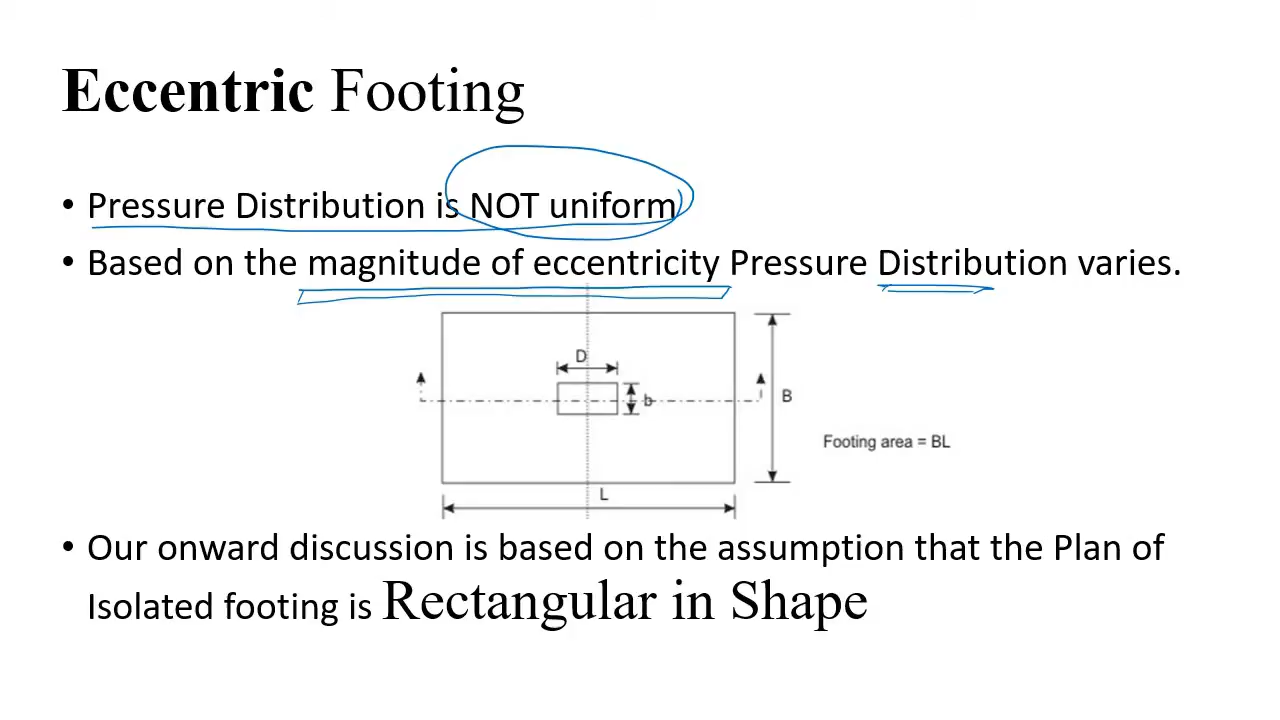 Eccentric Footing
• Pressure Distribution is NOT uniform
• Based on the magnitude of eccentricity Pressure Distribution varies.
D
b
B
Footing area = BL
L
• Our onward discussion is based on the assumption that the Plan of
Isolated footing is Rectangular in Shape